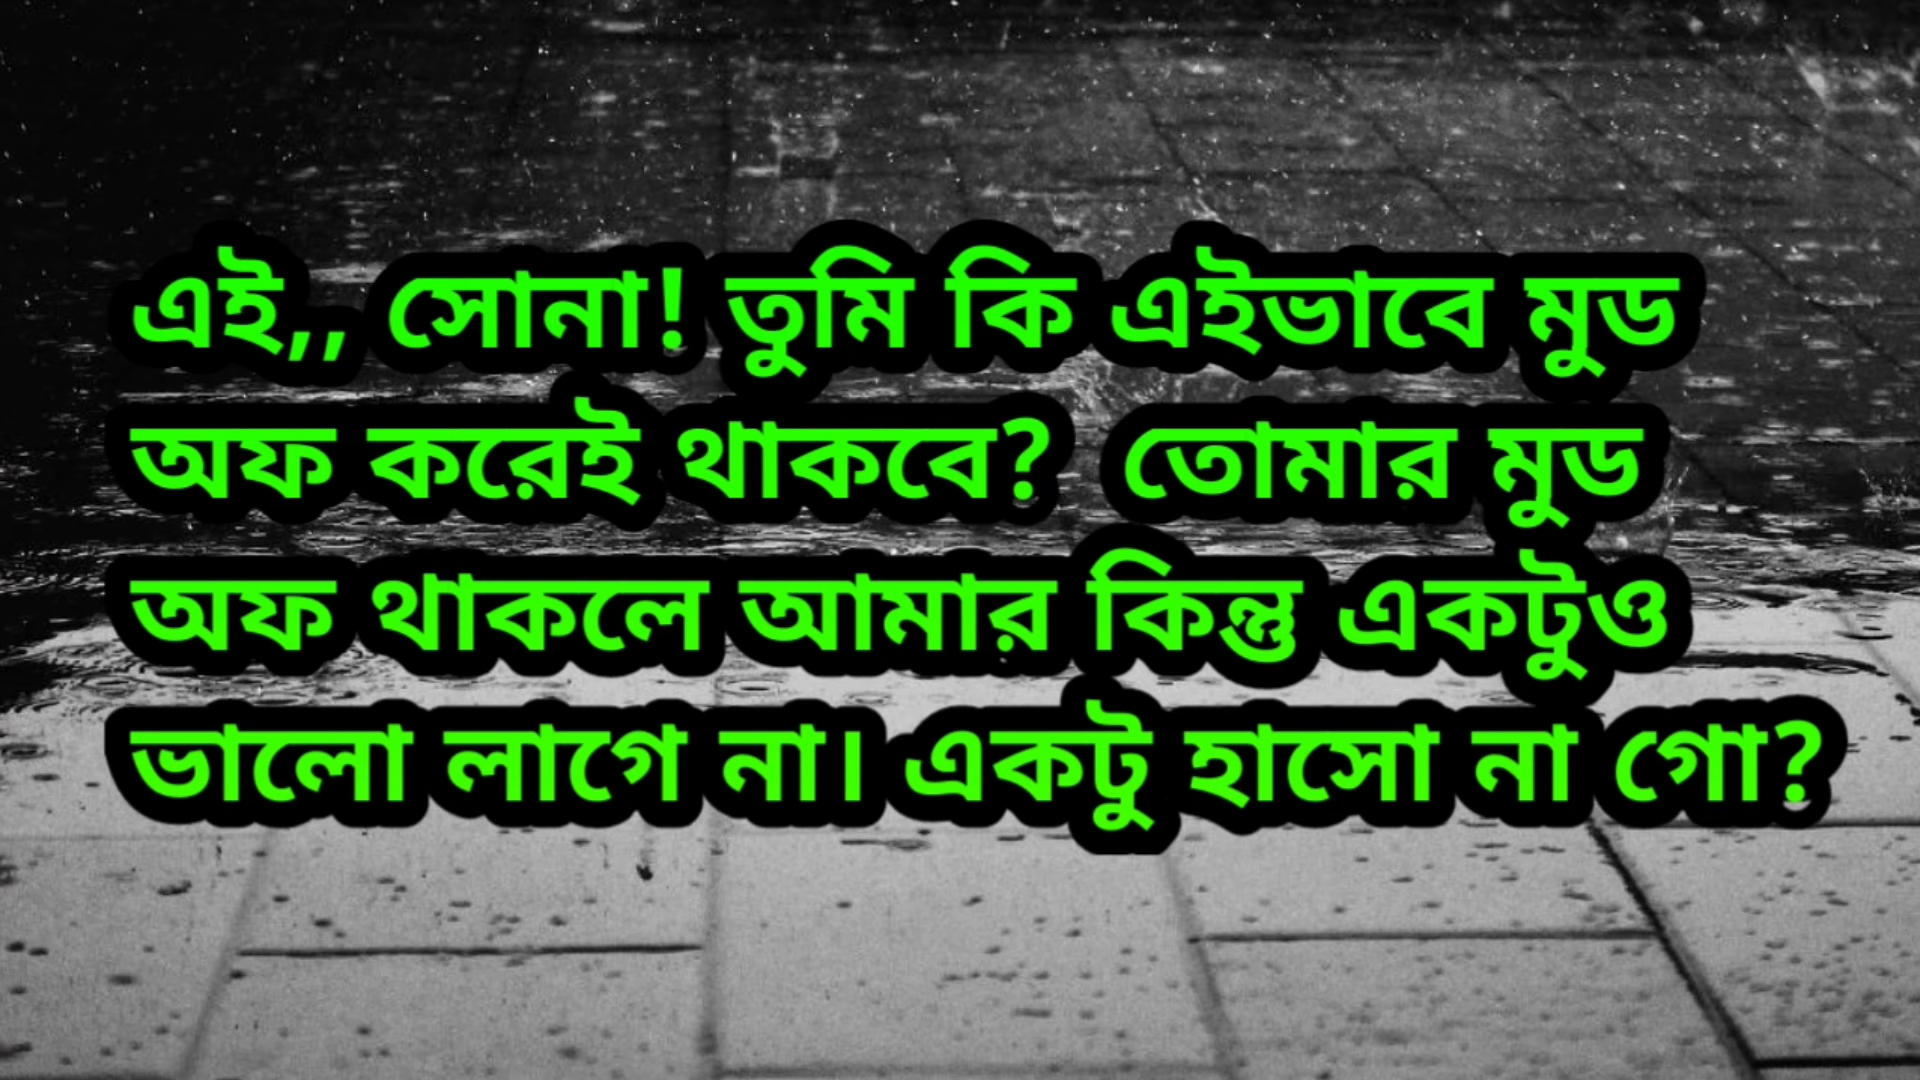 এই,, সোনা! তুমি কি এইভাবে মুড
অফ করেই থাকবে?  তোমার মুড
অফ থাকলে আমার কিন্তু একটুও
ভালো লাগে না। একটু হাসো না গো?